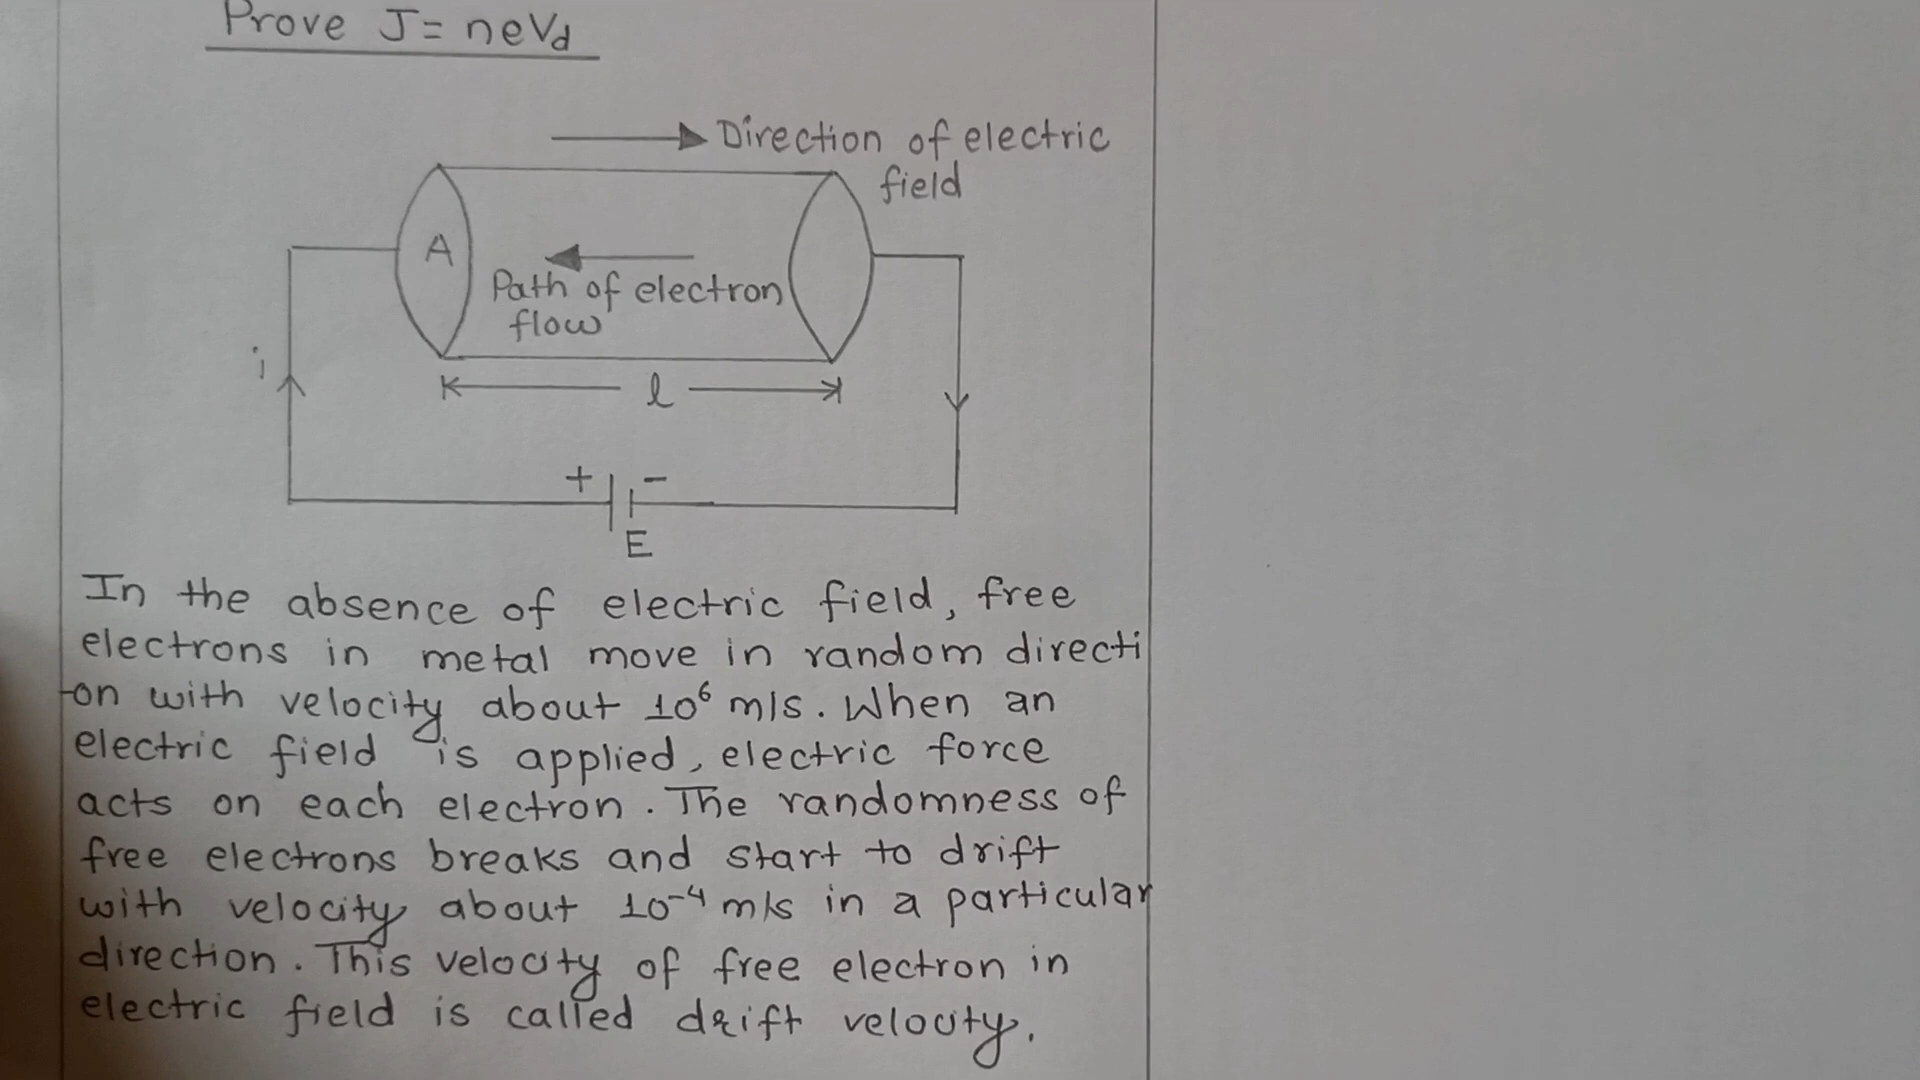 Prove J = neVd
Direction of electric
field
A
Path of electron
flow
i
l
+ -
E
In the absence of electric field, free
electrons in metal move in random directi
-on with velocity about 10⁶ m/s. When an
electric field is applied, electric force
acts on each electron. The randomness of
free electrons breaks and start to drift
with velocity about 10⁻⁴ m/s in a particular
direction. This velocity of free electron in
electric field is called drift velocity.